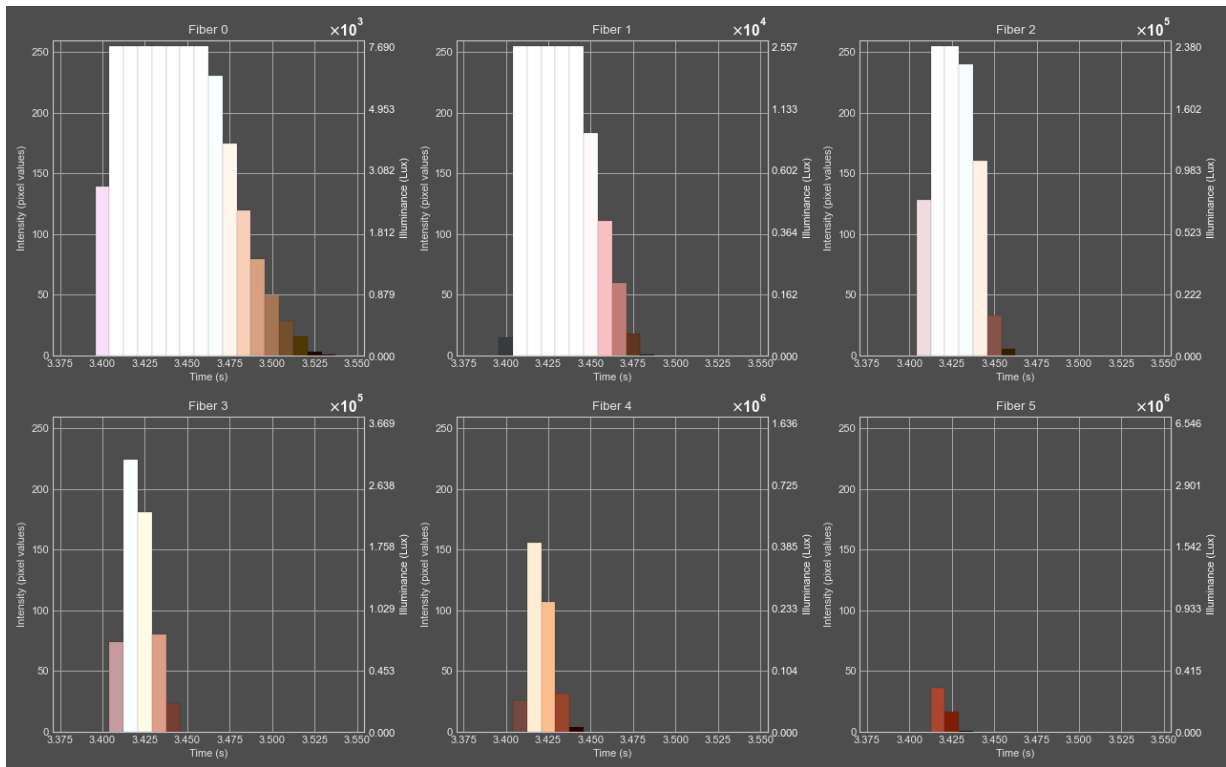 Fiber 0 ×10³
Intensity (pixel values)
250
200
150
100
50
0
7.690
4.953
3.082
1.812
0.879
0.000
Illuminance (Lux)
3.375 3.400 3.425 3.450 3.475 3.500 3.525 3.550
Time (s)
Fiber 1 ×10⁴
Intensity (pixel values)
250
200
150
100
50
0
2.557
1.133
0.602
0.364
0.162
0.000
Illuminance (Lux)
3.375 3.400 3.425 3.450 3.475 3.500 3.525 3.550
Time (s)
Fiber 2 ×10⁵
Intensity (pixel values)
250
200
150
100
50
0
2.380
1.602
0.983
0.523
0.222
0.000
Illuminance (Lux)
3.375 3.400 3.425 3.450 3.475 3.500 3.525 3.550
Time (s)
Fiber 3 ×10⁵
Intensity (pixel values)
250
200
150
100
50
0
3.669
2.638
1.758
1.029
0.453
0.000
Illuminance (Lux)
3.375 3.400 3.425 3.450 3.475 3.500 3.525 3.550
Time (s)
Fiber 4 ×10⁶
Intensity (pixel values)
250
200
150
100
50
0
1.636
0.725
0.385
0.233
0.104
0.000
Illuminance (Lux)
3.375 3.400 3.425 3.450 3.475 3.500 3.525 3.550
Time (s)
Fiber 5 ×10⁶
Intensity (pixel values)
250
200
150
100
50
0
6.546
2.901
1.542
0.933
0.415
0.000
Illuminance (Lux)
3.375 3.400 3.425 3.450 3.475 3.500 3.525 3.550
Time (s)